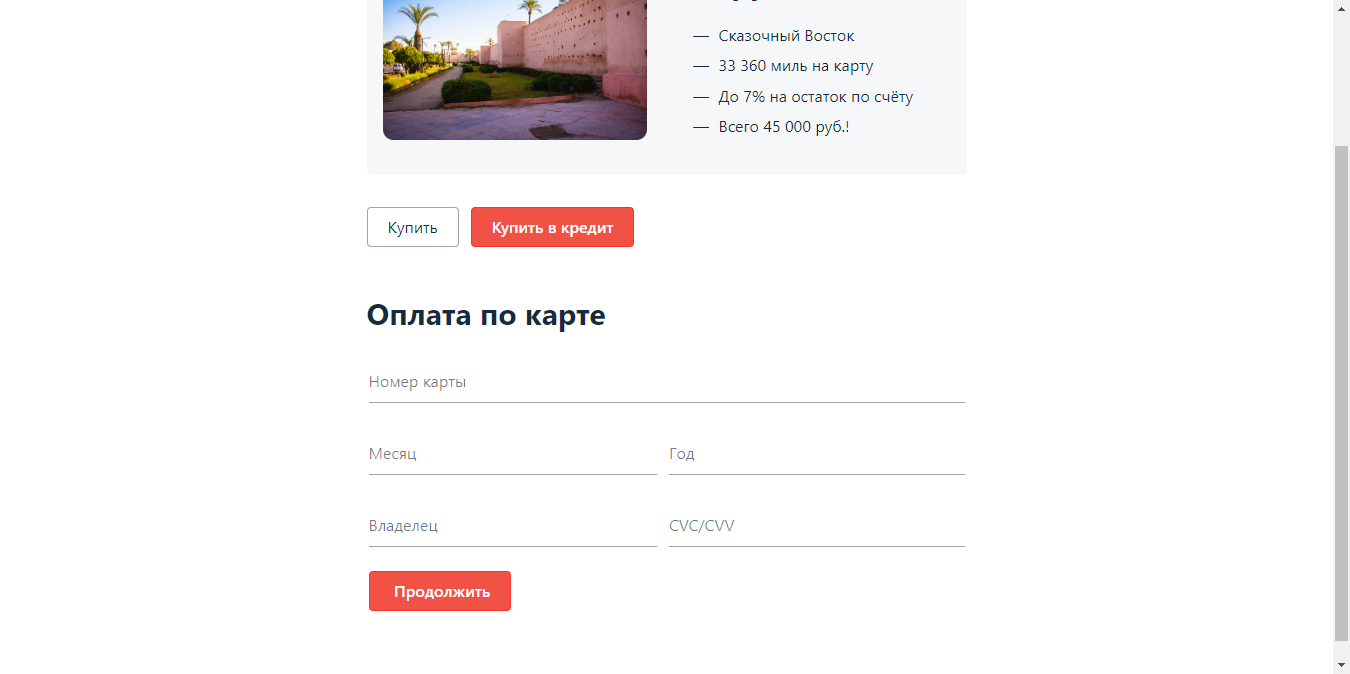 — Сказочный Восток
— 33 360 миль на карту
— До 7% на остаток по счёту
— Всего 45 000 руб.!
Купить
Купить в кредит
Оплата по карте
Номер карты
Месяц
Год
Владелец
CVC/CVV
Продолжить